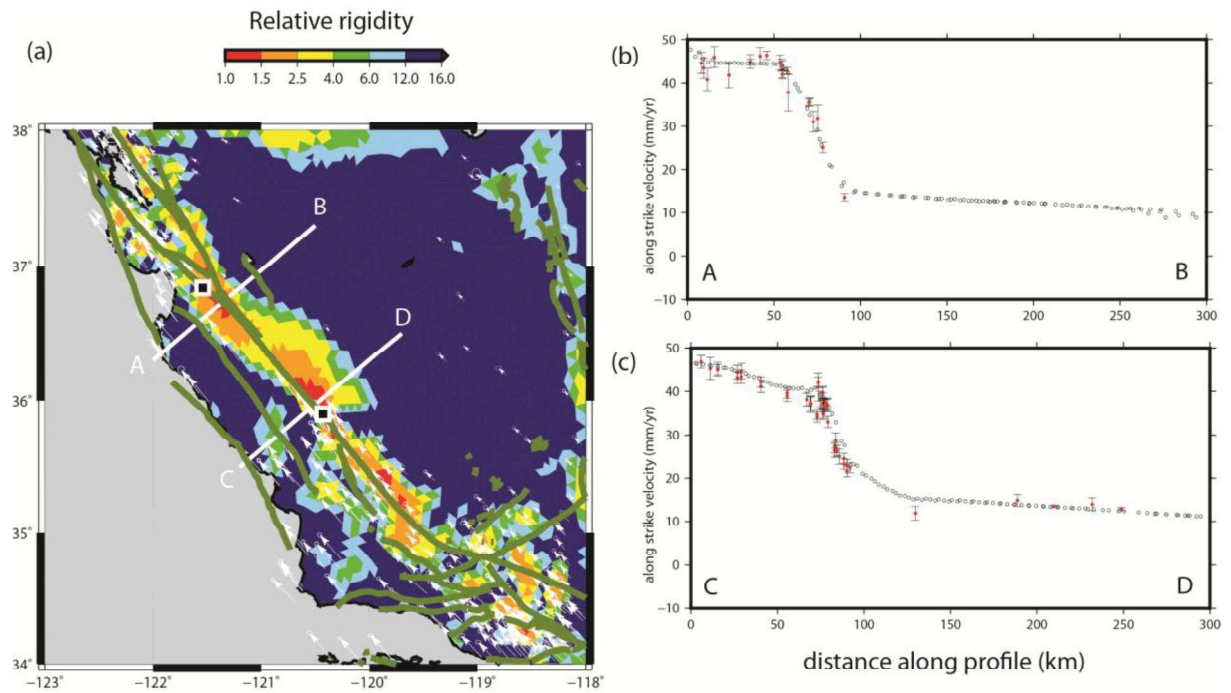 Relative rigidity
(a)
1.0 1.5 2.5 4.0 6.0 12.0 16.0
38°
37°
36°
35°
34°
−123° −122° −121° −120° −119° −118°
A
B
C
D
(b)
along strike velocity (mm/yr)
50
40
30
20
10
0
−10
A
B
0 50 100 150 200 250 300
(c)
along strike velocity (mm/yr)
50
40
30
20
10
0
−10
C
D
0 50 100 150 200 250 300
distance along profile (km)